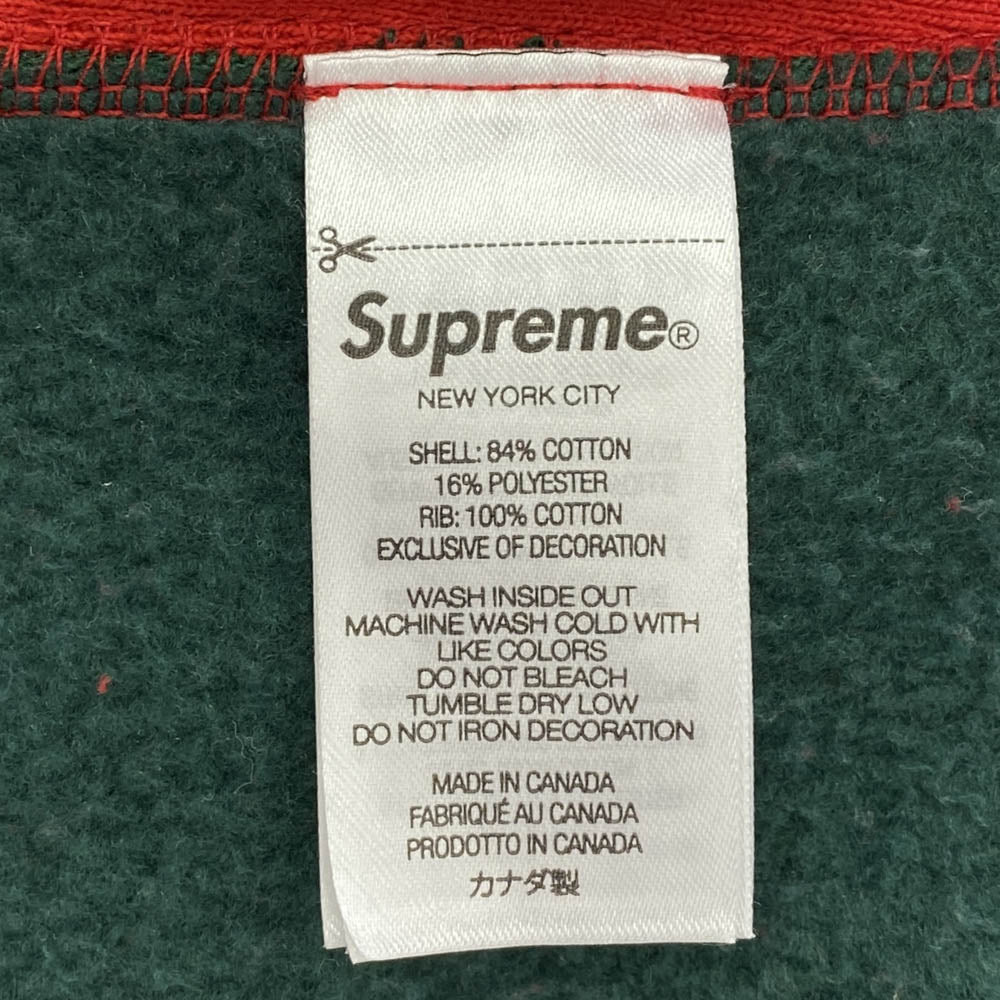 Supreme®
NEW YORK CITY
SHELL: 84% COTTON
16% POLYESTER
RIB: 100% COTTON
EXCLUSIVE OF DECORATION
WASH INSIDE OUT
MACHINE WASH COLD WITH
LIKE COLORS
DO NOT BLEACH
TUMBLE DRY LOW
DO NOT IRON DECORATION
MADE IN CANADA
FABRIQUÉ AU CANADA
PRODOTTO IN CANADA
カナダ製